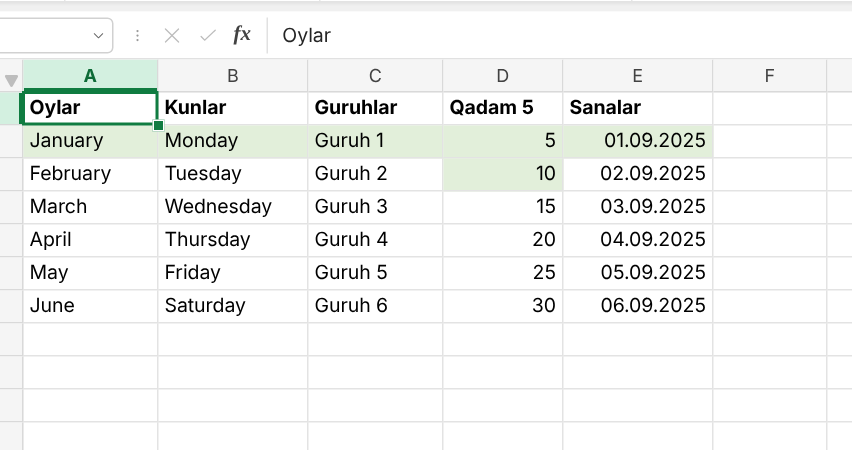 fx Oylar
A B C D E F
Oylar Kunlar Guruhlar Qadam 5 Sanalar
January Monday Guruh 1 5 01.09.2025
February Tuesday Guruh 2 10 02.09.2025
March Wednesday Guruh 3 15 03.09.2025
April Thursday Guruh 4 20 04.09.2025
May Friday Guruh 5 25 05.09.2025
June Saturday Guruh 6 30 06.09.2025